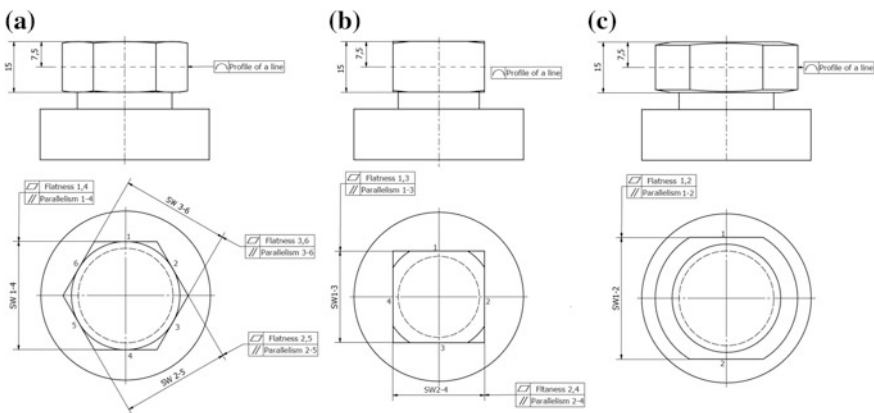 (a)
15
7,5
Profile of a line
Flatness 1,4
// Parallelism 1-4
SW 3-6
Flatness 3,6
// Parallelism 3-6
SW 1-4
1
2
3
4
5
6
Flatness 2,5
// Parallelism 2-5
SW 2-5
(b)
15
7,5
Profile of a line
Flatness 1,3
// Parallelism 1-3
SW1-3
1
2
3
4
SW2-4
Fltaness 2,4
// Parallelism 2-4
(c)
15
7,5
Profile of a line
Flatness 1,2
// Parallelism 1-2
SW1-2
1
2